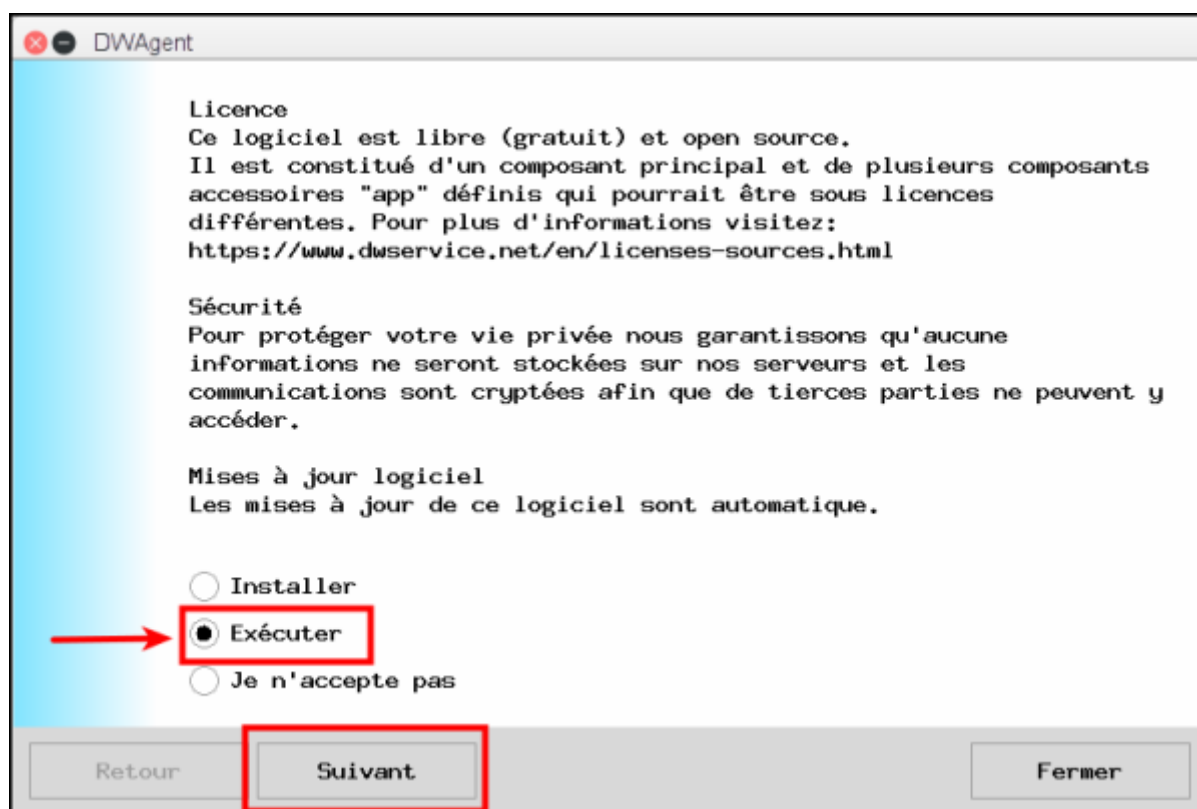 DWAgent
Licence
Ce logiciel est libre (gratuit) et open source.
Il est constitué d'un composant principal et de plusieurs composants
accessoires "app" définis qui pourrait être sous licences
différentes. Pour plus d'informations visitez:
https://www.dwservice.net/en/licenses-sources.html
Sécurité
Pour protéger votre vie privée nous garantissons qu'aucune
informations ne seront stockées sur nos serveurs et les
communications sont cryptées afin que de tierces parties ne peuvent y
accéder.
Mises à jour logiciel
Les mises à jour de ce logiciel sont automatique.
Installer
Exécuter
Je n'accepte pas
Retour
Suivant
Fermer